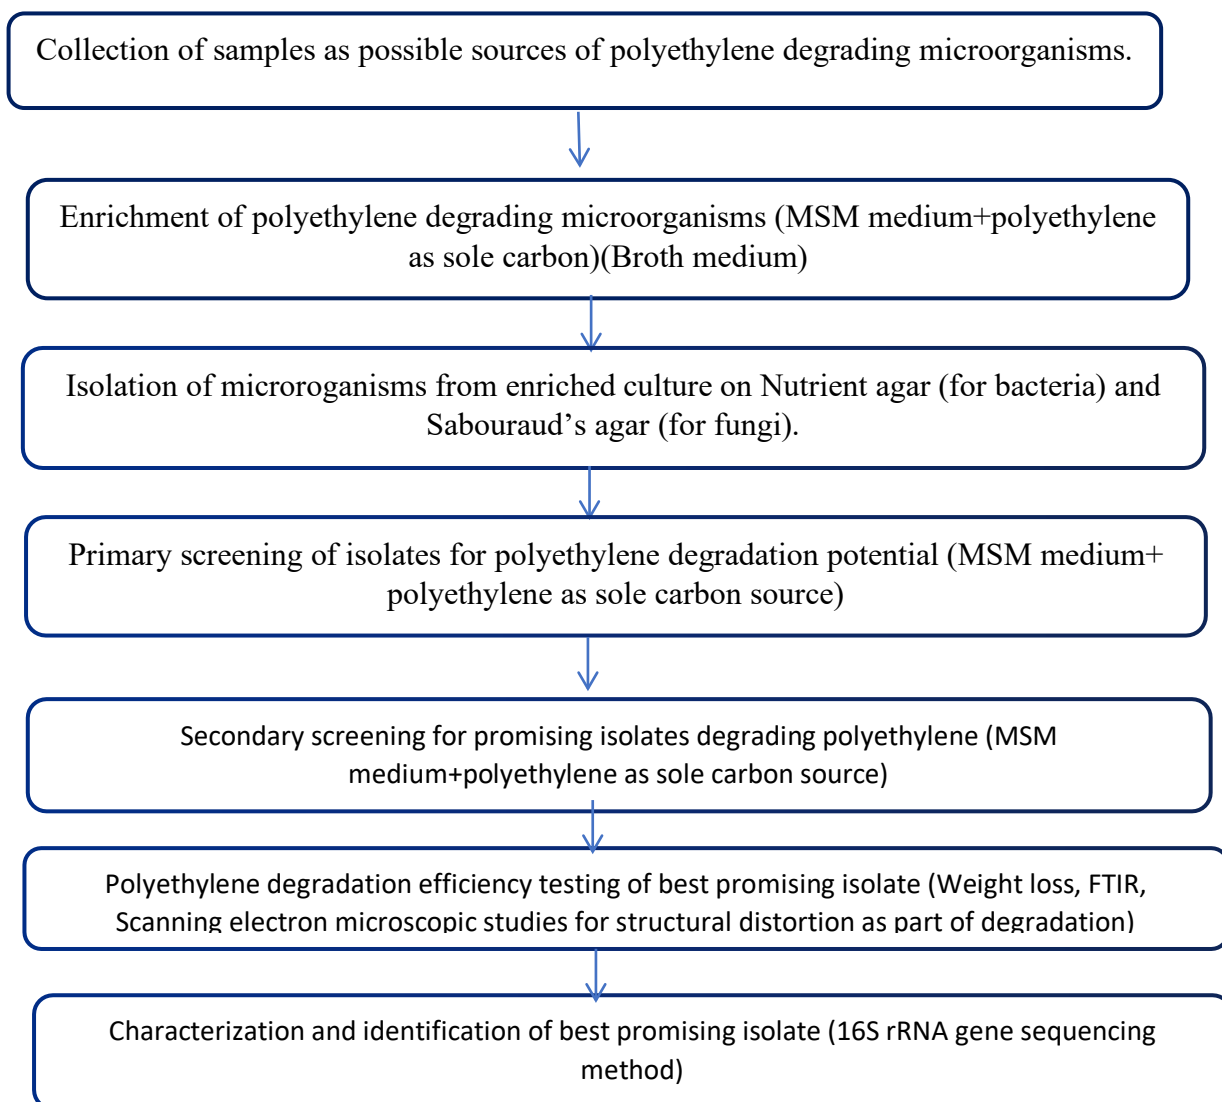 Collection of samples as possible sources of polyethylene degrading microorganisms.
Enrichment of polyethylene degrading microorganisms (MSM medium+polyethylene
as sole carbon)(Broth medium)
Isolation of microroganisms from enriched culture on Nutrient agar (for bacteria) and
Sabouraud’s agar (for fungi).
Primary screening of isolates for polyethylene degradation potential (MSM medium+
polyethylene as sole carbon source)
Secondary screening for promising isolates degrading polyethylene (MSM
medium+polyethylene as sole carbon source)
Polyethylene degradation efficiency testing of best promising isolate (Weight loss, FTIR,
Scanning electron microscopic studies for structural distortion as part of degradation)
Characterization and identification of best promising isolate (16S rRNA gene sequencing
method)